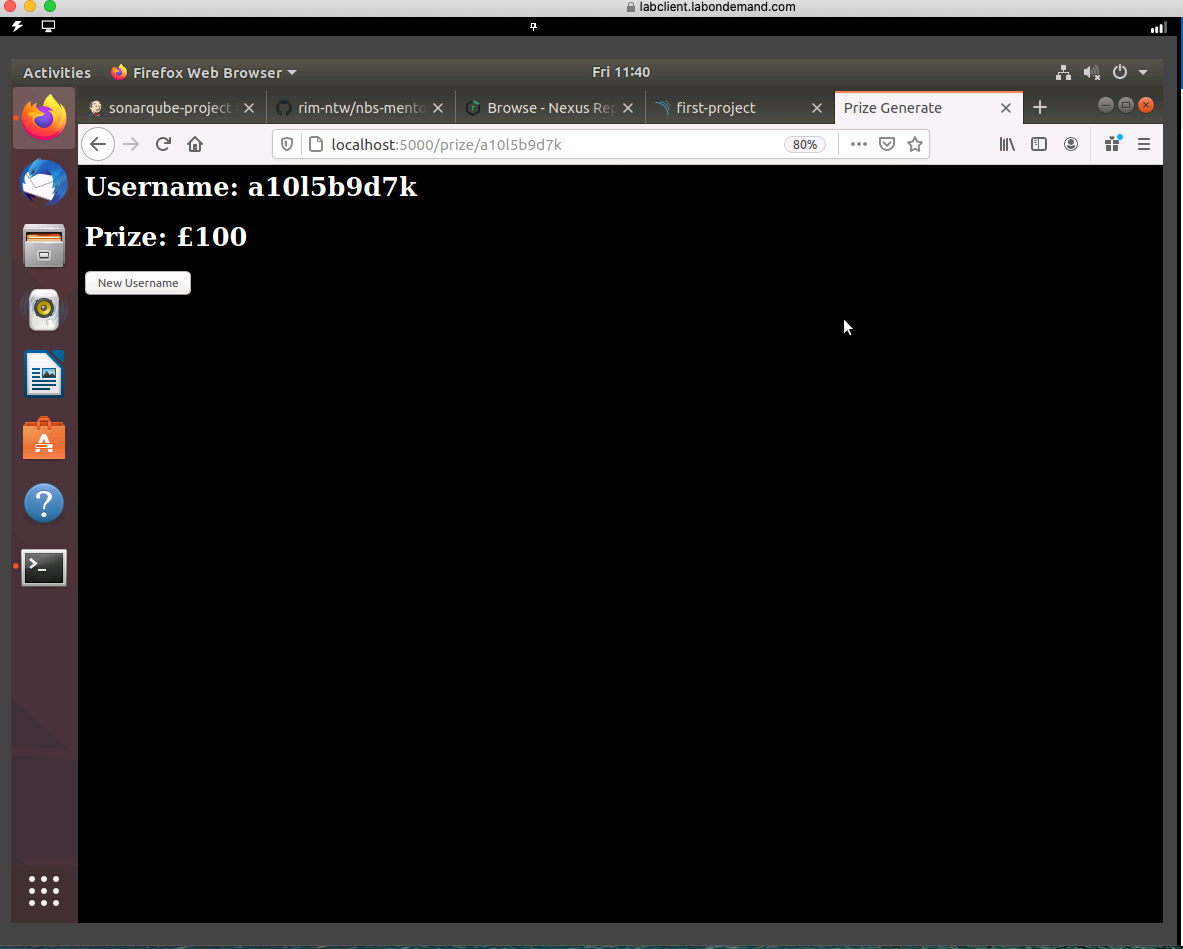 labclient.labondemand.com
Activities Firefox Web Browser Fri 11:40
sonarqube-project rim-ntw/nbs-mento Browse - Nexus Rep first-project Prize Generate
localhost:5000/prize/a10l5b9d7k 80%
Username: a10l5b9d7k
Prize: £100
New Username